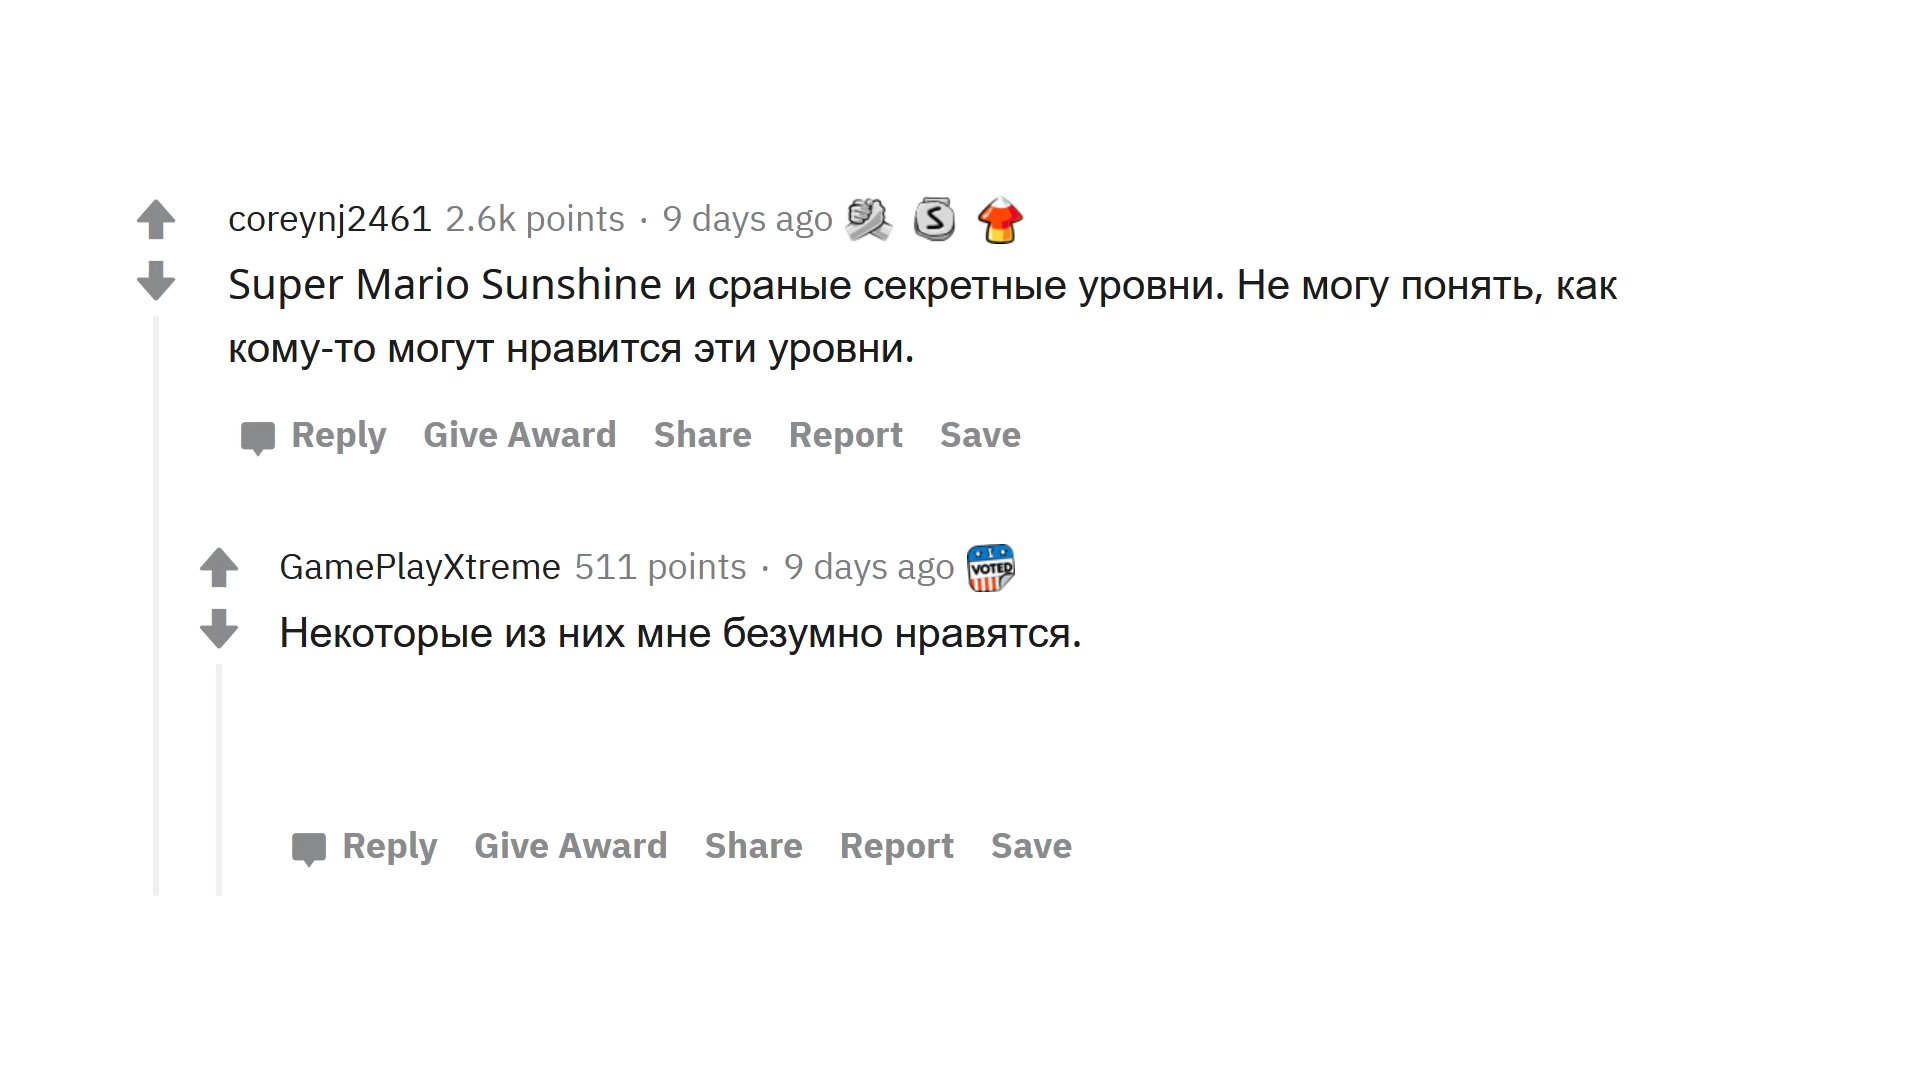 coreynj2461 2.6k points · 9 days ago
Super Mario Sunshine и сраные секретные уровни. Не могу понять, как
кому-то могут нравится эти уровни.
Reply Give Award Share Report Save
GamePlayXtreme 511 points · 9 days ago
I VOTED
Некоторые из них мне безумно нравятся.
Reply Give Award Share Report Save